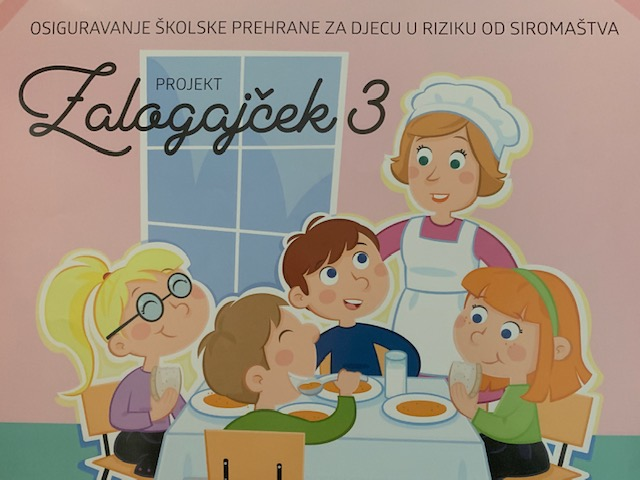 OSIGURAVANJE ŠKOLSKE PREHRANE ZA DJECU U RIZIKU OD SIROMAŠTVA
PROJEKT
Zalogajček 3